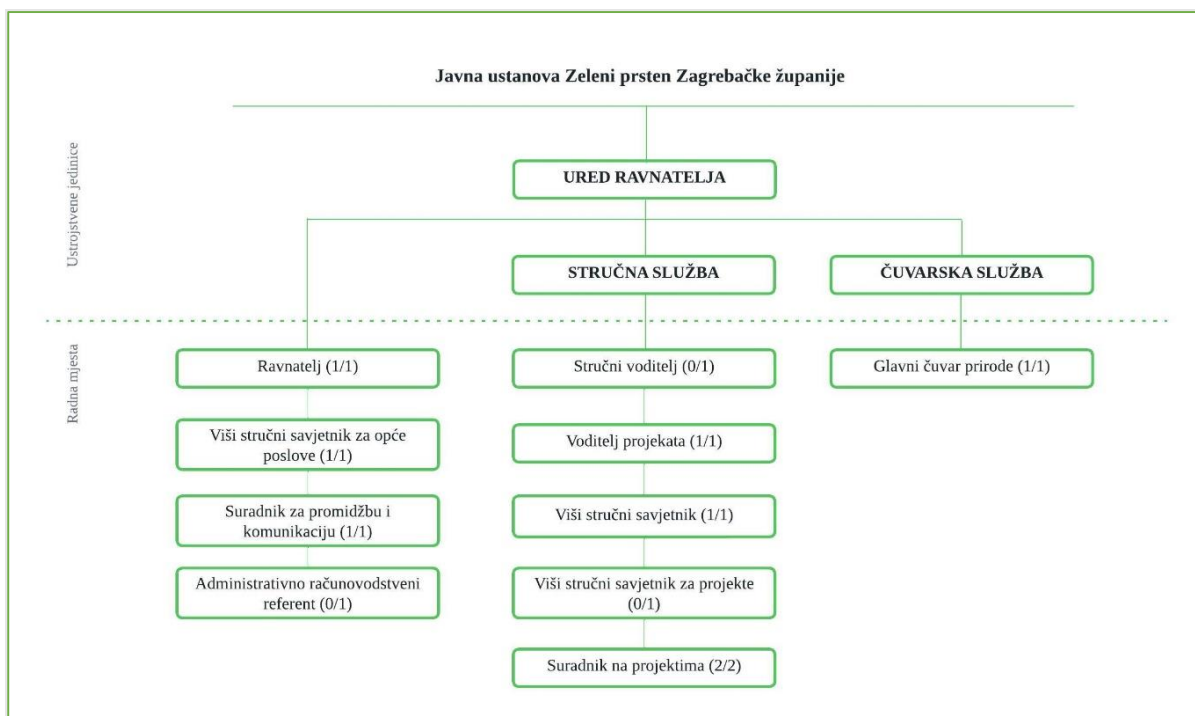 Javna ustanova Zeleni prsten Zagrebačke županije
Ustrojstvene jedinice
URED RAVNATELJA
STRUČNA SLUŽBA
ČUVARSKA SLUŽBA
Radna mjesta
Ravnatelj (1/1)
Viši stručni savjetnik za opće
poslove (1/1)
Suradnik za promidžbu i
komunikaciju (1/1)
Administrativno računovodstveni
referent (0/1)
Stručni voditelj (0/1)
Voditelj projekata (1/1)
Viši stručni savjetnik (1/1)
Viši stručni savjetnik za projekte
(0/1)
Suradnik na projektima (2/2)
Glavni čuvar prirode (1/1)